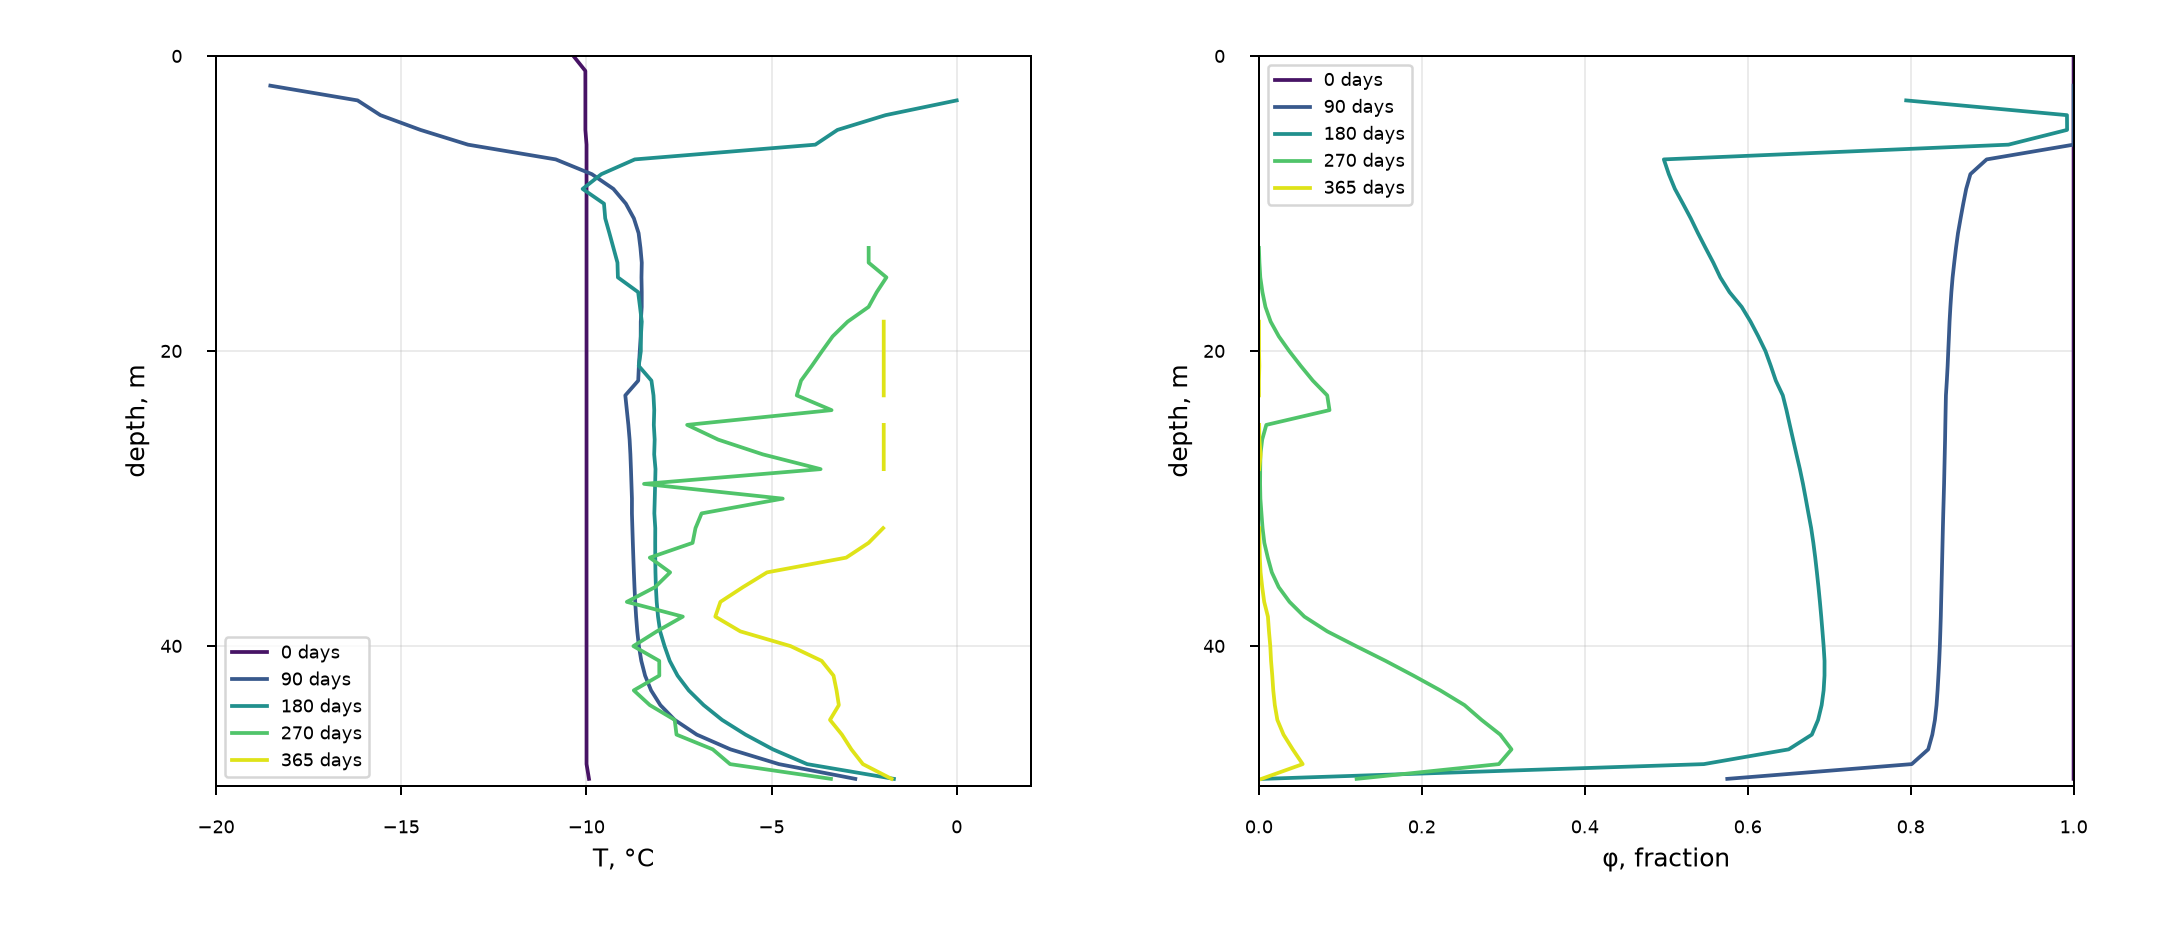 0
20
40
depth, m
−20
−15
−10
−5
0
T, °C
0 days
90 days
180 days
270 days
365 days
0
20
40
depth, m
0.0
0.2
0.4
0.6
0.8
1.0
φ, fraction
0 days
90 days
180 days
270 days
365 days